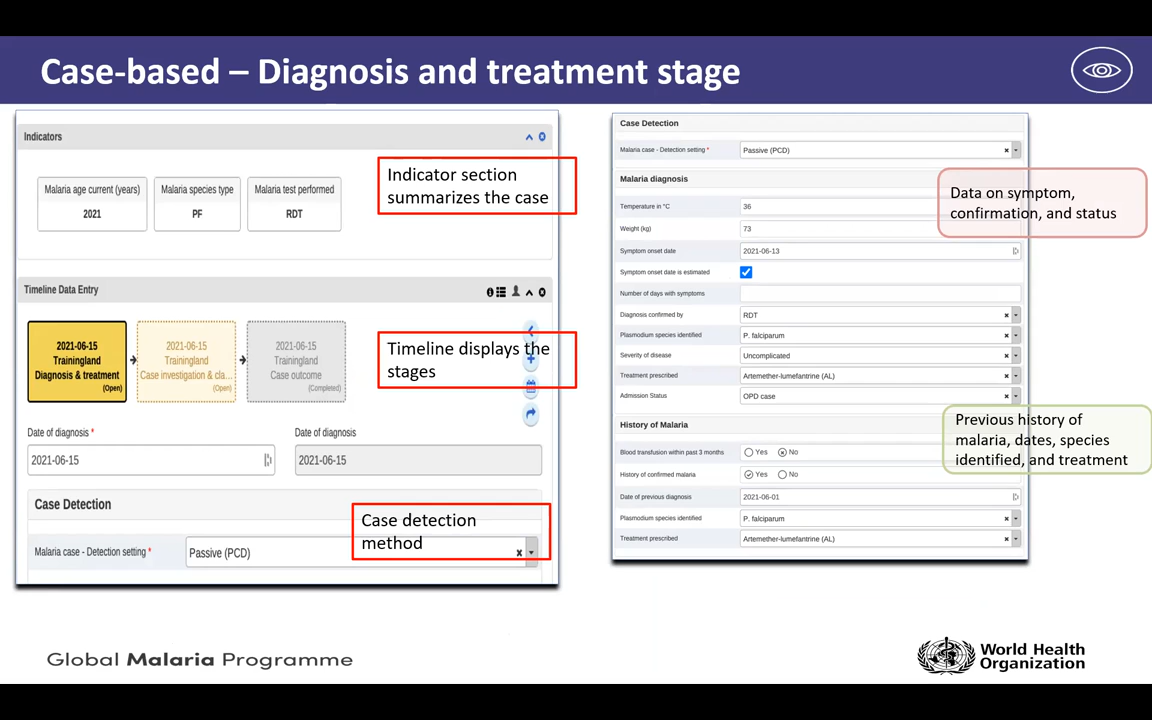 Case-based – Diagnosis and treatment stage
Indicators
Malaria age current (years)
2021
Malaria species type
PF
Malaria test performed
RDT
Indicator section
summarizes the case
Timeline Data Entry
2021-06-15
Trainingland
Diagnosis & treatment
(Open)
2021-06-15
Trainingland
Case investigation & cla...
(Open)
2021-06-15
Trainingland
Case outcome
(Completed)
Timeline displays the
stages
Date of diagnosis *
2021-06-15
Date of diagnosis
2021-06-15
Case Detection
Malaria case - Detection setting *
Passive (PCD)
Case detection
method
Case Detection
Malaria case - Detection setting *
Passive (PCD)
Malaria diagnosis
Temperature in °C
36
Weight (kg)
73
Symptom onset date
2021-06-13
Symptom onset date is estimated
Number of days with symptoms
Diagnosis confirmed by
RDT
Plasmodium species identified
P. falciparum
Severity of disease
Uncomplicated
Treatment prescribed
Artemether-lumefantrine (AL)
Admission Status
OPD case
Data on symptom,
confirmation, and status
History of Malaria
Blood transfusion within past 3 months
Yes No
History of confirmed malaria
Yes No
Date of previous diagnosis
2021-06-01
Plasmodium species identified
P. falciparum
Treatment prescribed
Artemether-lumefantrine (AL)
Previous history of
malaria, dates, species
identified, and treatment
Global Malaria Programme
World Health
Organization